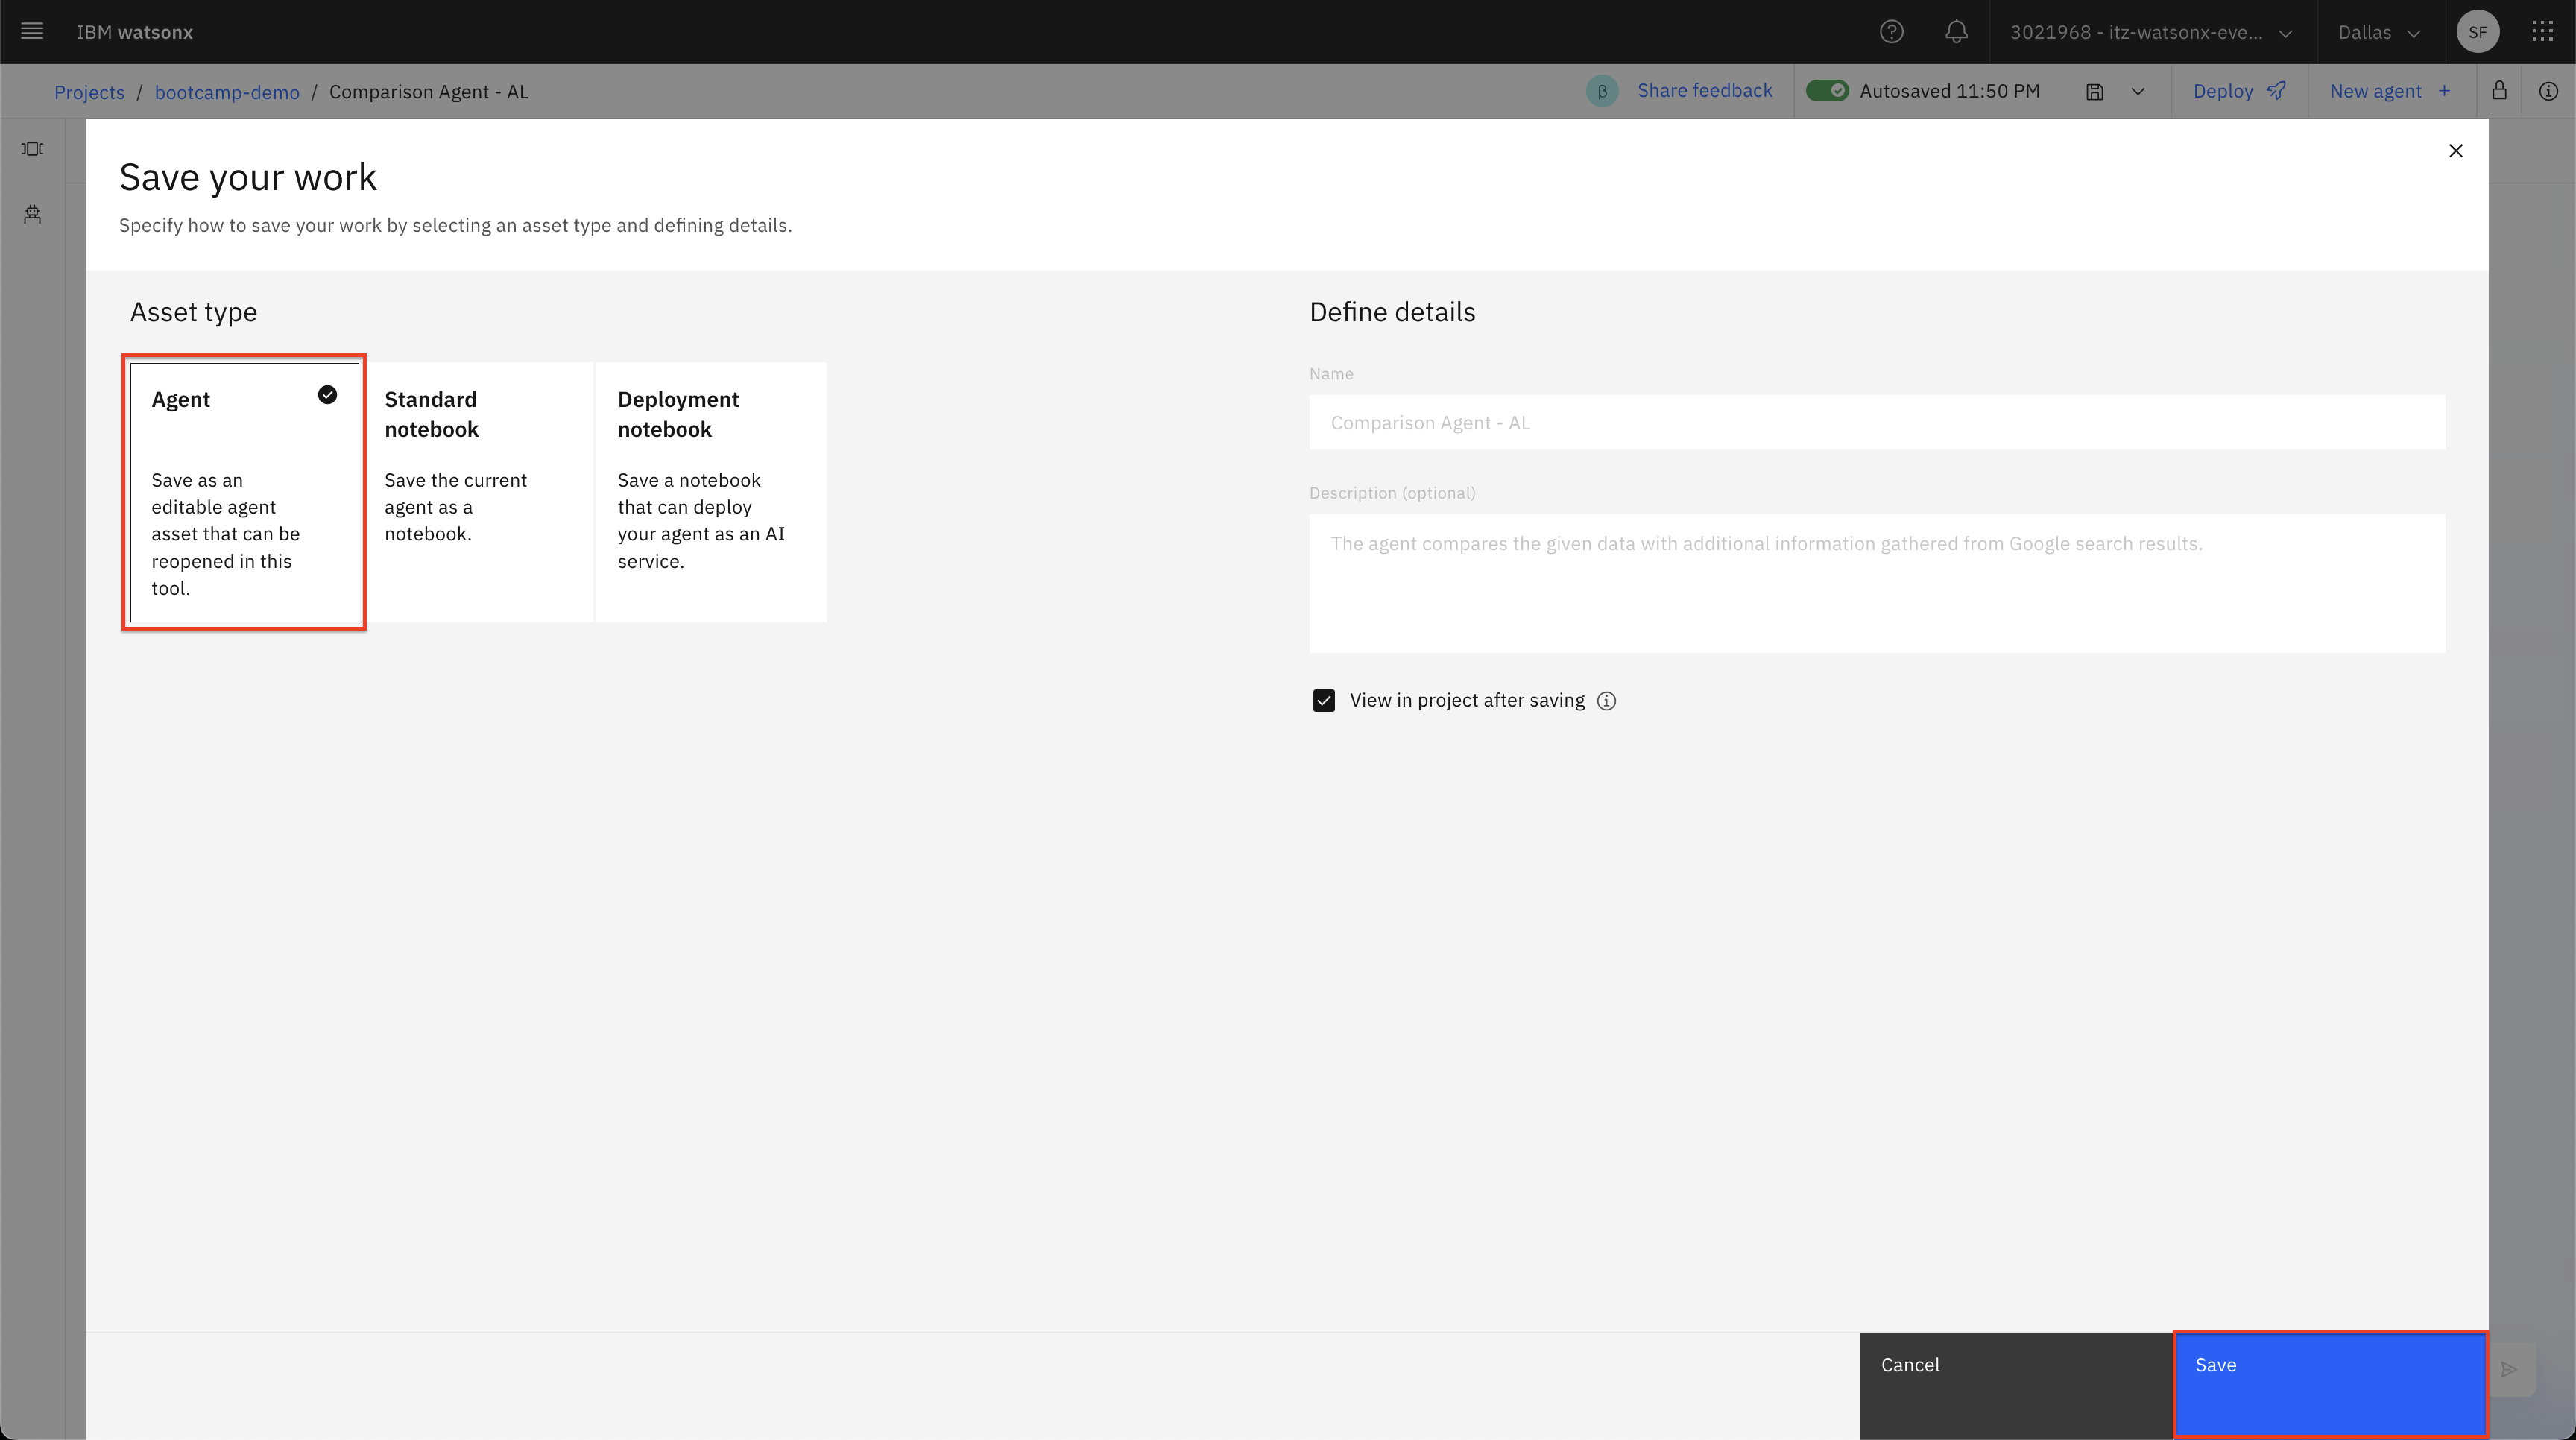 IBM watsonx
3021968 - itz-watsonx-eve...
Dallas
SF
Projects / bootcamp-demo / Comparison Agent - AL
β
Share feedback
Autosaved 11:50 PM
Deploy
New agent +
Save your work
Specify how to save your work by selecting an asset type and defining details.
Asset type
Agent
Save as an
editable agent
asset that can be
reopened in this
tool.
Standard
notebook
Save the current
agent as a
notebook.
Deployment
notebook
Save a notebook
that can deploy
your agent as an AI
service.
Define details
Name
Comparison Agent - AL
Description (optional)
The agent compares the given data with additional information gathered from Google search results.
View in project after saving
Cancel
Save